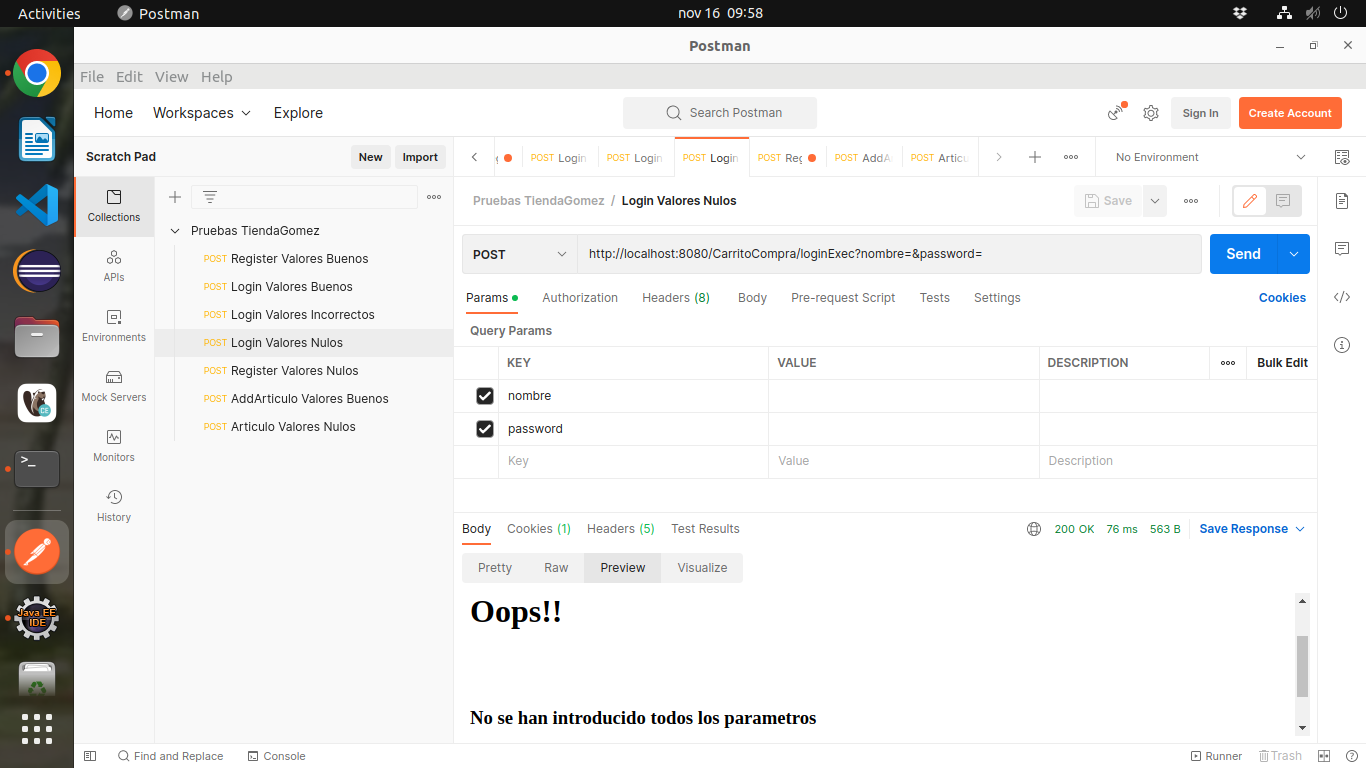 Activities Postman nov 16 09:58
Postman
File Edit View Help
Home Workspaces Explore Search Postman Sign In Create Account
Scratch Pad New Import POST Login POST Login POST Login POST Reg POST AddA POST Articu No Environment
Pruebas TiendaGomez / Login Valores Nulos Save
Collections
APIs
Environments
Mock Servers
Monitors
History
Pruebas TiendaGomez
POST Register Valores Buenos
POST Login Valores Buenos
POST Login Valores Incorrectos
POST Login Valores Nulos
POST Register Valores Nulos
POST AddArticulo Valores Buenos
POST Articulo Valores Nulos
POST http://localhost:8080/CarritoCompra/loginExec?nombre=&password= Send
Params Authorization Headers (8) Body Pre-request Script Tests Settings Cookies
Query Params
KEY VALUE DESCRIPTION Bulk Edit
nombre
password
Key Value Description
Body Cookies (1) Headers (5) Test Results 200 OK 76 ms 563 B Save Response
Pretty Raw Preview Visualize
Oops!!
No se han introducido todos los parametros
Java EE
IDE
CE
Find and Replace Console Runner Trash